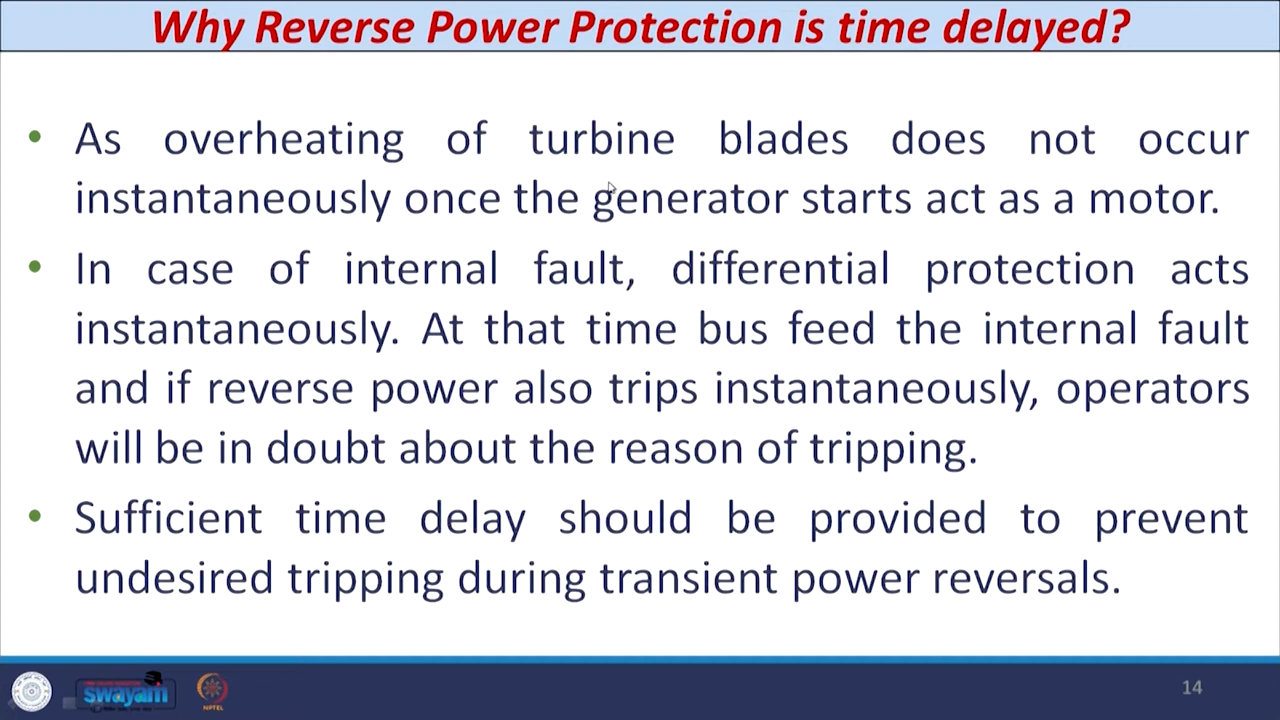 Why Reverse Power Protection is time delayed?
• As overheating of turbine blades does not occur
instantaneously once the generator starts act as a motor.
• In case of internal fault, differential protection acts
instantaneously. At that time bus feed the internal fault
and if reverse power also trips instantaneously, operators
will be in doubt about the reason of tripping.
• Sufficient time delay should be provided to prevent
undesired tripping during transient power reversals.
swayam
NPTEL
14